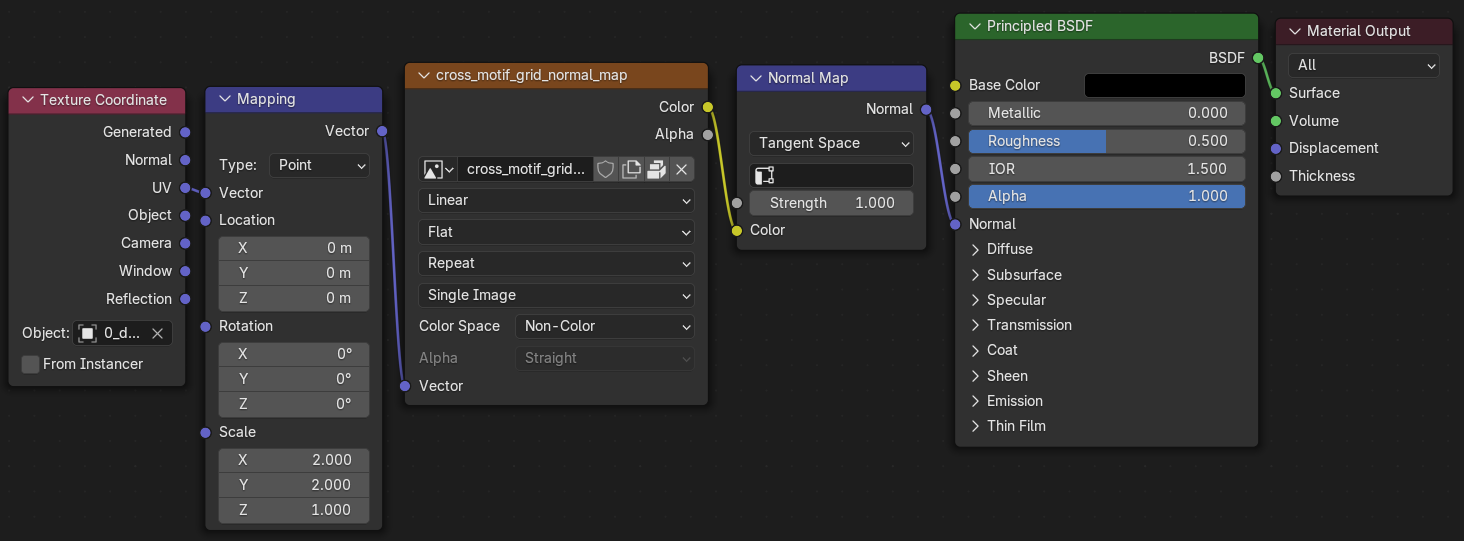 Texture Coordinate
Generated
Normal
UV
Object
Camera
Window
Reflection
Object: 0_d...
From Instancer
Mapping
Vector
Type: Point
Vector
Location
X 0 m
Y 0 m
Z 0 m
Rotation
X 0°
Y 0°
Z 0°
Scale
X 2.000
Y 2.000
Z 1.000
cross_motif_grid_normal_map
Color
Alpha
cross_motif_grid...
Linear
Flat
Repeat
Single Image
Color Space Non-Color
Alpha Straight
Vector
Normal Map
Normal
Tangent Space
Strength 1.000
Color
Principled BSDF
BSDF
Base Color
Metallic 0.000
Roughness 0.500
IOR 1.500
Alpha 1.000
Normal
Diffuse
Subsurface
Specular
Transmission
Coat
Sheen
Emission
Thin Film
Material Output
All
Surface
Volume
Displacement
Thickness